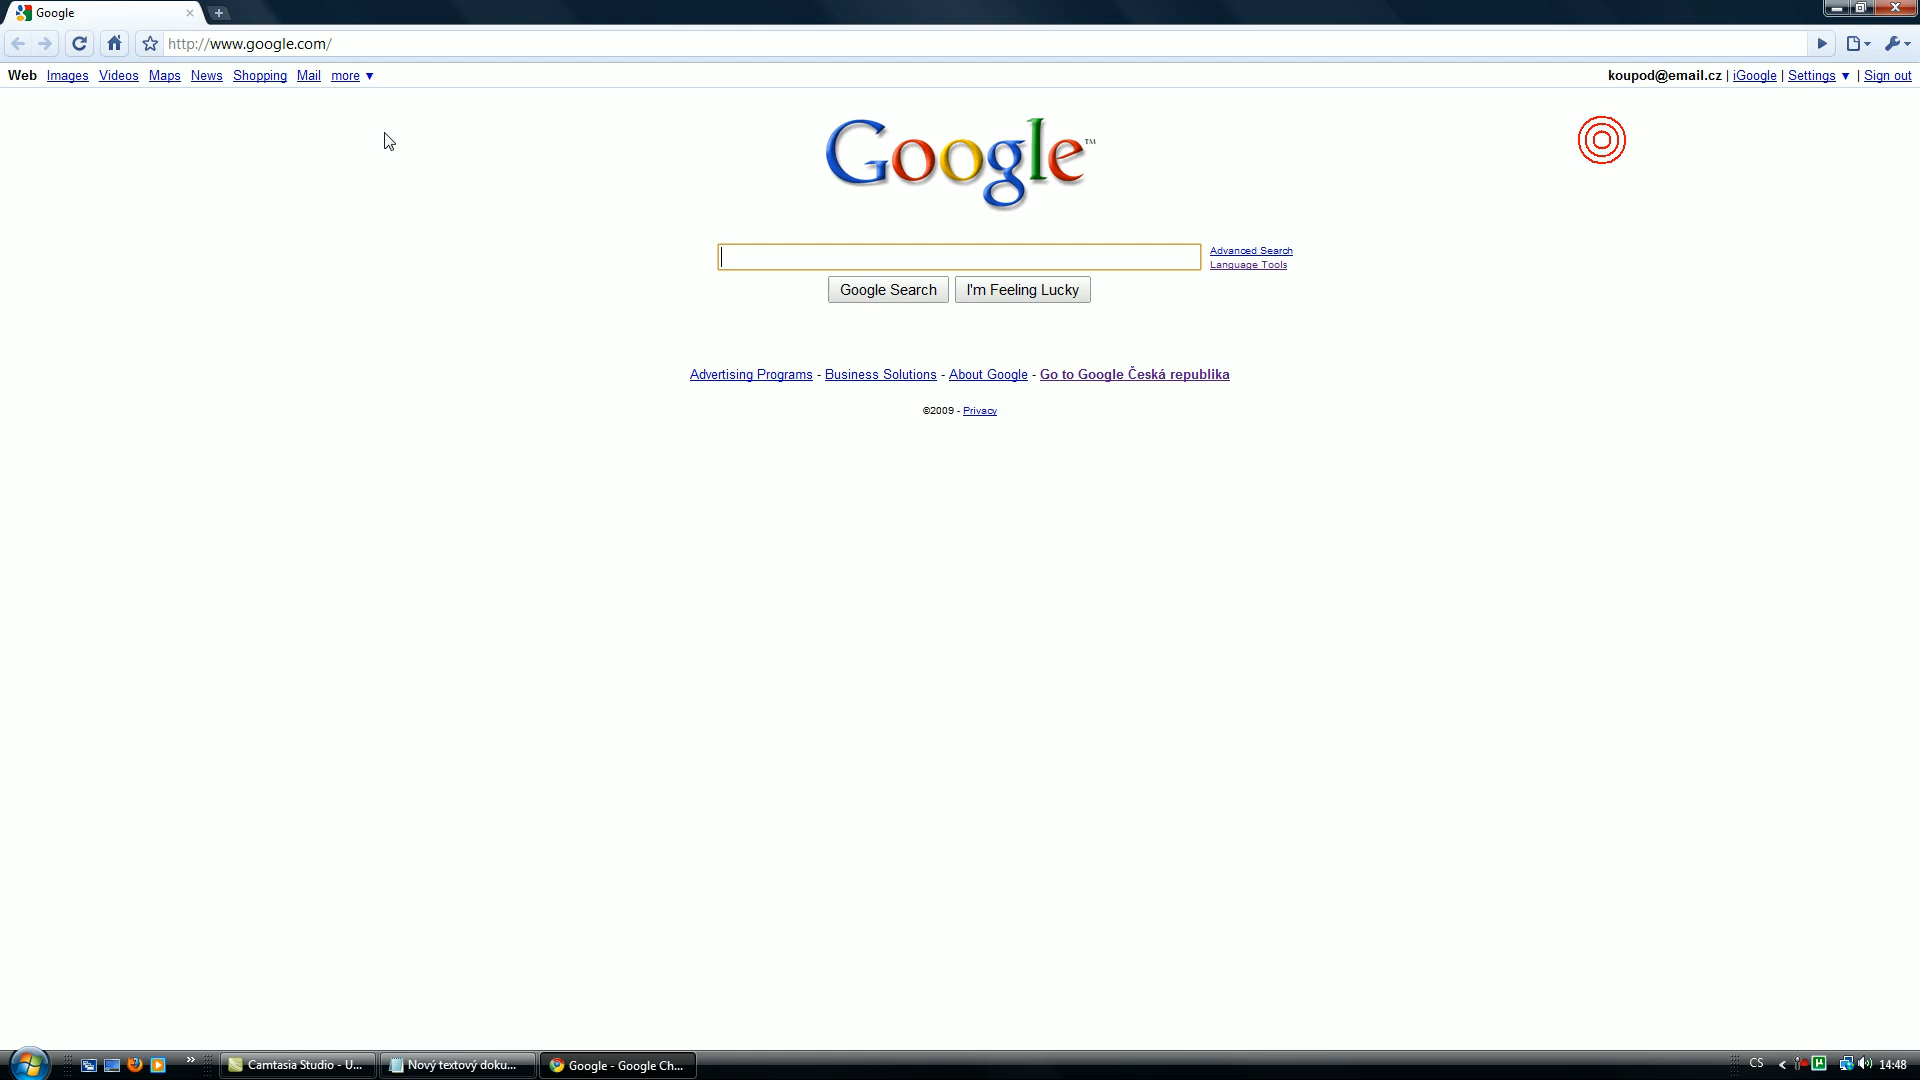 Google
http://www.google.com/
Web Images Videos Maps News Shopping Mail more ▼ koupod@email.cz | iGoogle | Settings ▼ | Sign out
Google™
Advanced Search
Language Tools
Google Search I'm Feeling Lucky
Advertising Programs - Business Solutions - About Google - Go to Google Česká republika
©2009 - Privacy
Camtasia Studio - U... Nový textový doku... Google - Google Ch... CS 14:48